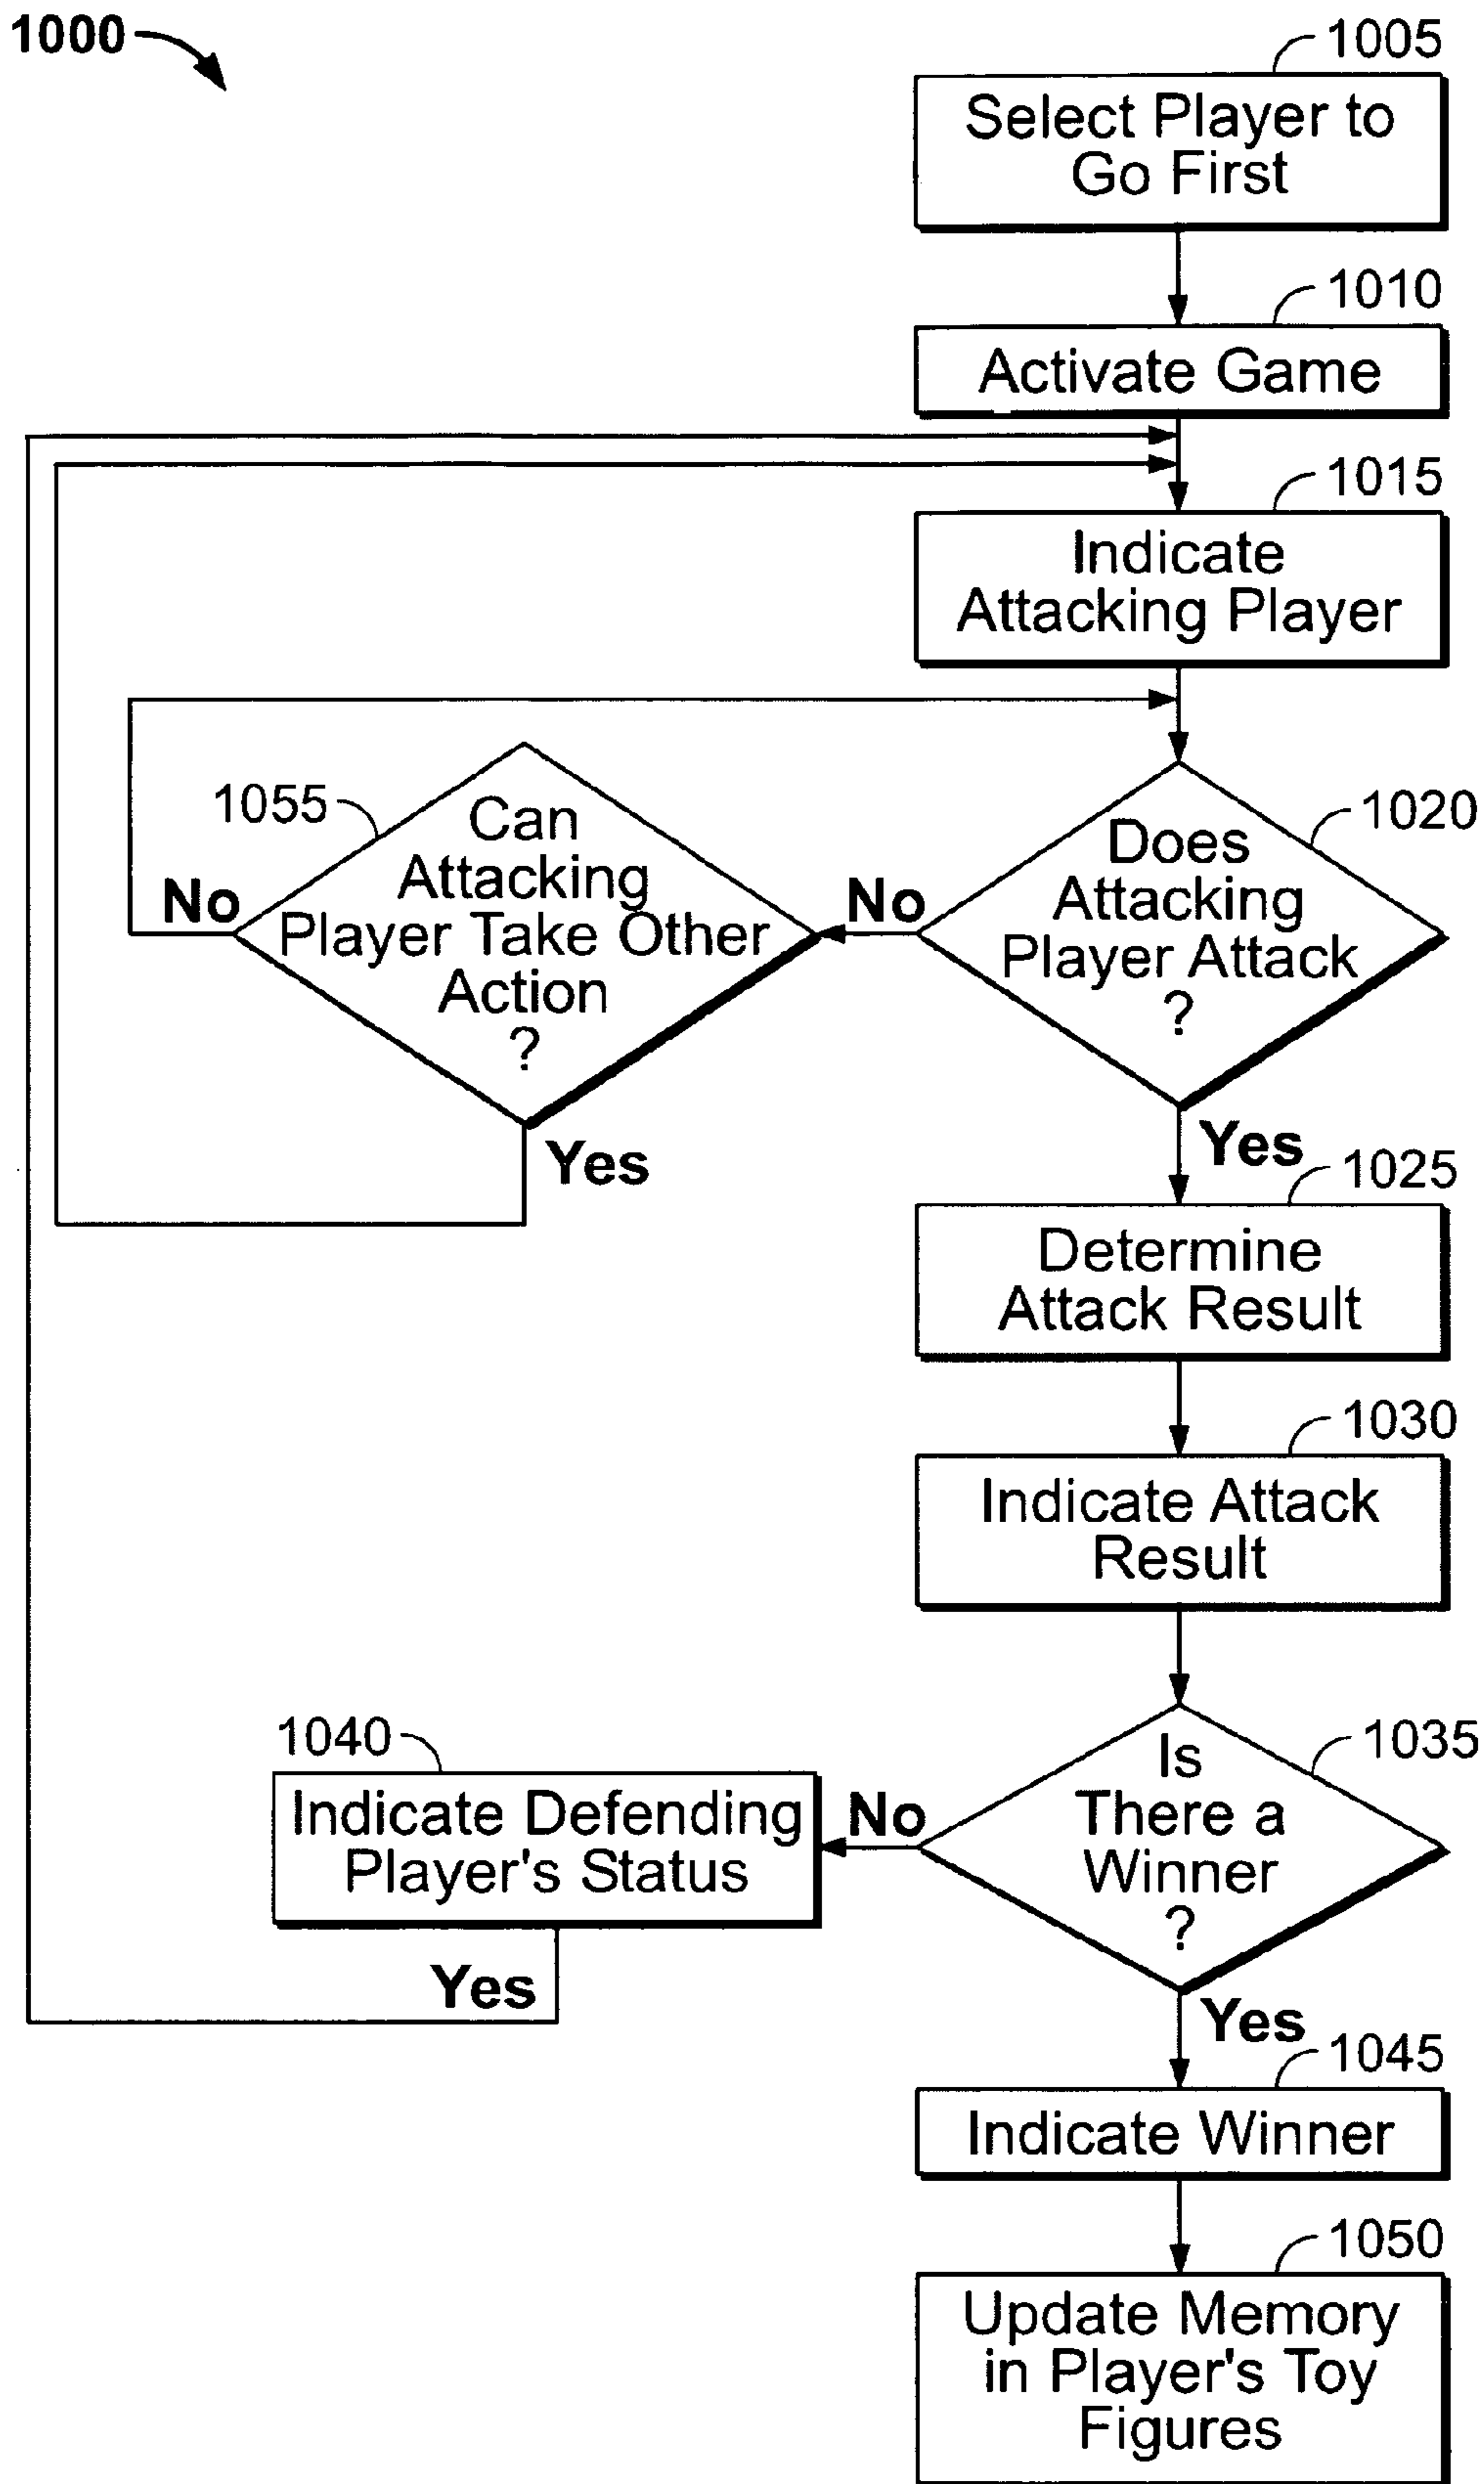 1000
1005
Select Player to
Go First
1010
Activate Game
1015
Indicate
Attacking Player
1020
Does
Attacking
Player Attack
?
No
1055
Can
Attacking
Player Take Other
Action
?
No
Yes
Yes
1025
Determine
Attack Result
1030
Indicate Attack
Result
1035
Is
There a
Winner
?
No
1040
Indicate Defending
Player's Status
Yes
Yes
1045
Indicate Winner
1050
Update Memory
in Player's Toy
Figures